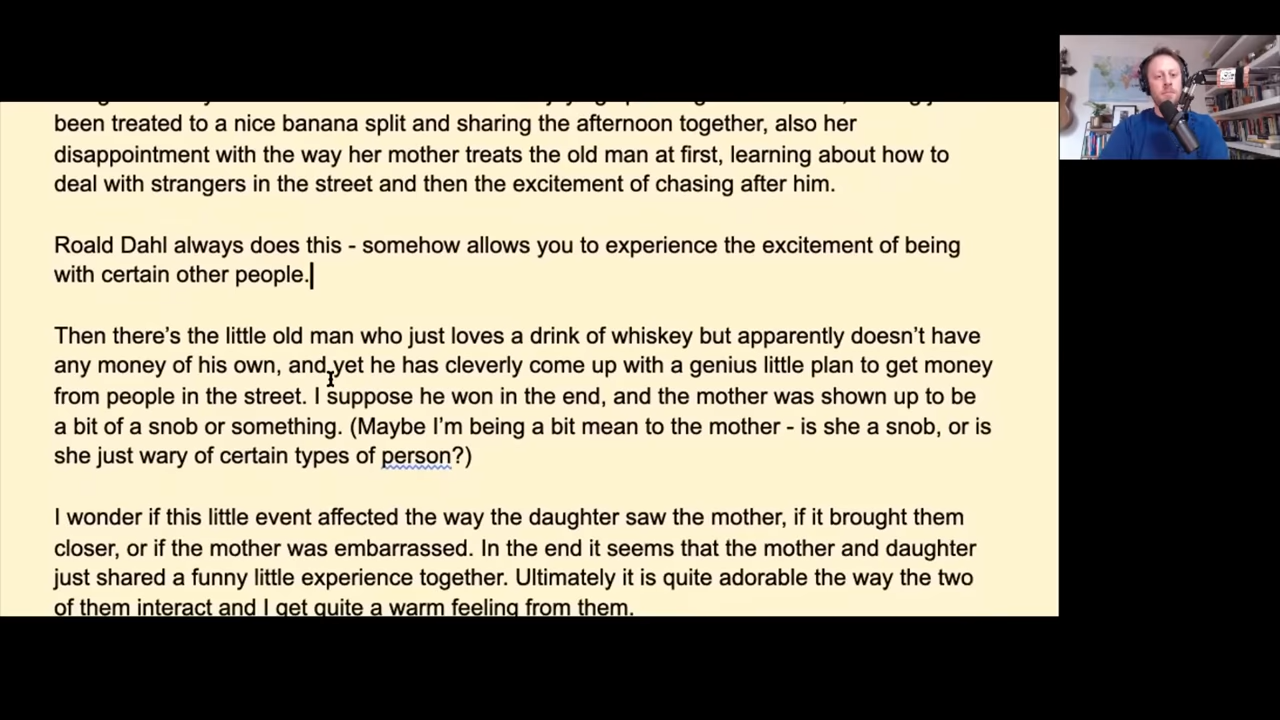 been treated to a nice banana split and sharing the afternoon together, also her
disappointment with the way her mother treats the old man at first, learning about how to
deal with strangers in the street and then the excitement of chasing after him.
Roald Dahl always does this - somehow allows you to experience the excitement of being
with certain other people.
Then there’s the little old man who just loves a drink of whiskey but apparently doesn’t have
any money of his own, and yet he has cleverly come up with a genius little plan to get money
from people in the street. I suppose he won in the end, and the mother was shown up to be
a bit of a snob or something. (Maybe I’m being a bit mean to the mother - is she a snob, or is
she just wary of certain types of person?)
I wonder if this little event affected the way the daughter saw the mother, if it brought them
closer, or if the mother was embarrassed. In the end it seems that the mother and daughter
just shared a funny little experience together. Ultimately it is quite adorable the way the two
of them interact and I get quite a warm feeling from them.